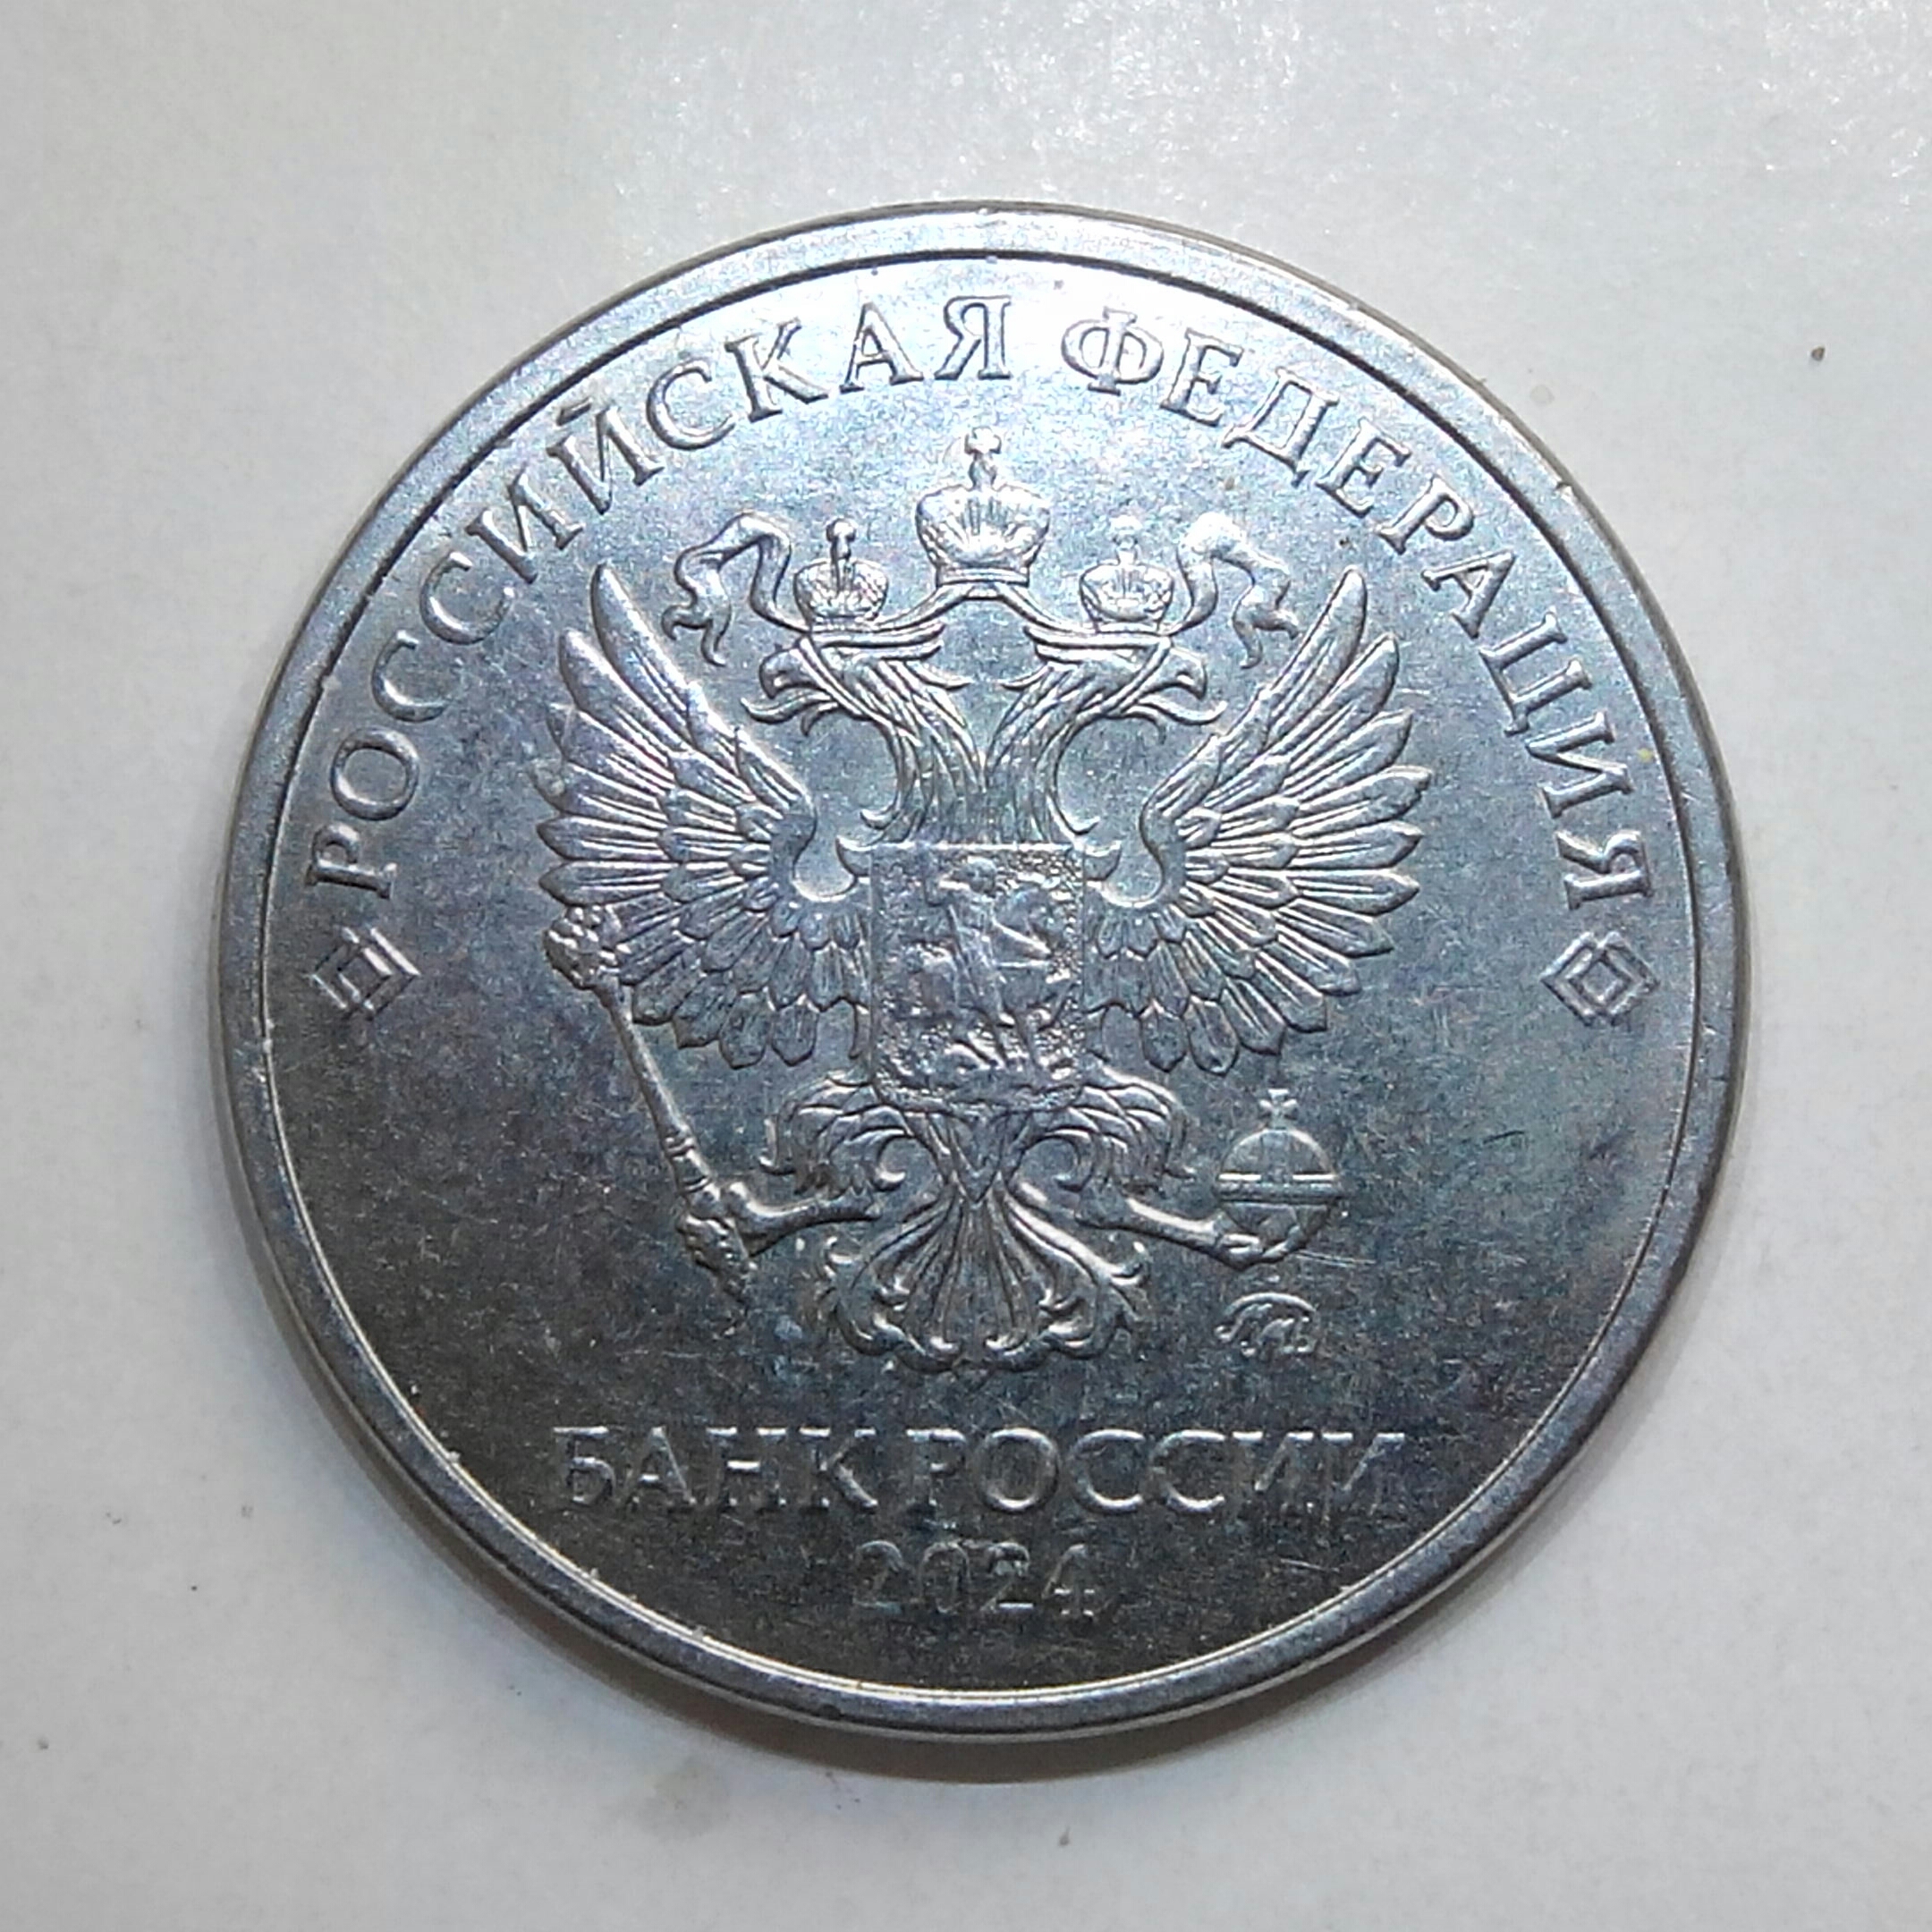 РОССИЙСКАЯ ФЕДЕРАЦИЯ
БАНК РОССИИ
2024